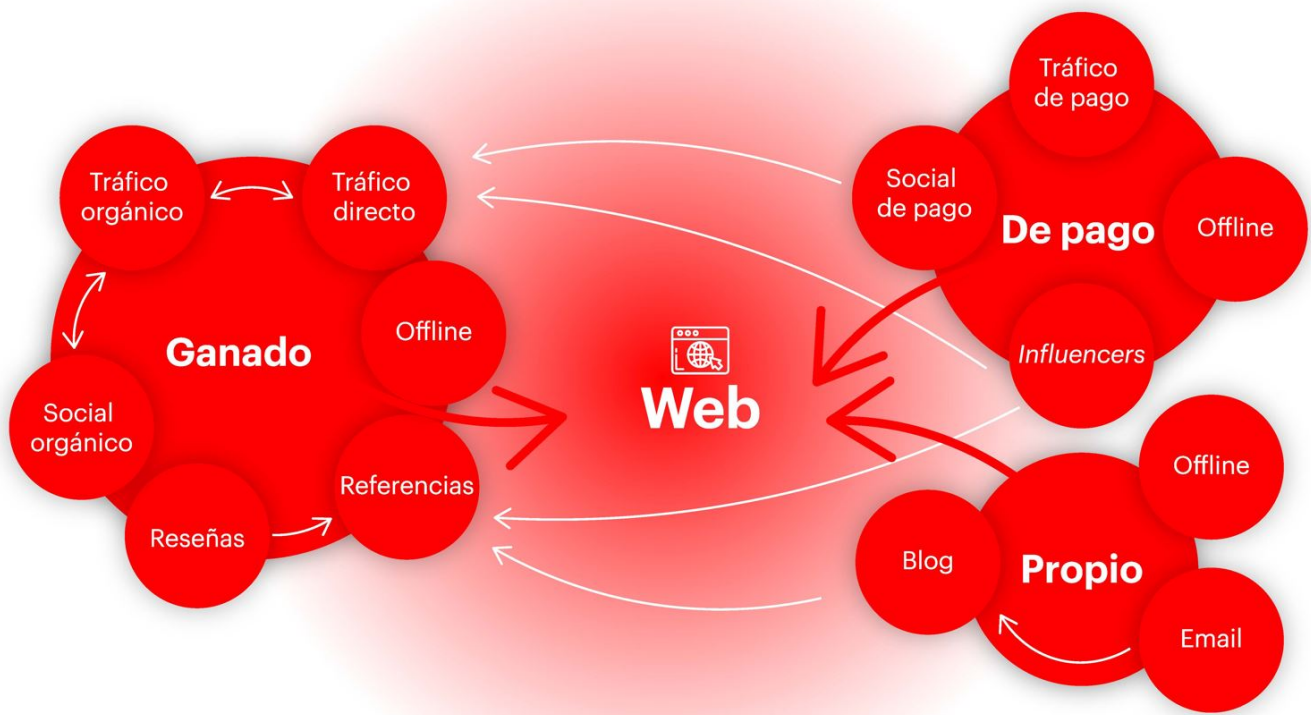 Tráfico
orgánico
Tráfico
directo
Offline
Ganado
Social
orgánico
Reseñas
Referencias
Web
Tráfico
de pago
Social
de pago
De pago
Offline
Influencers
Offline
Blog
Propio
Email